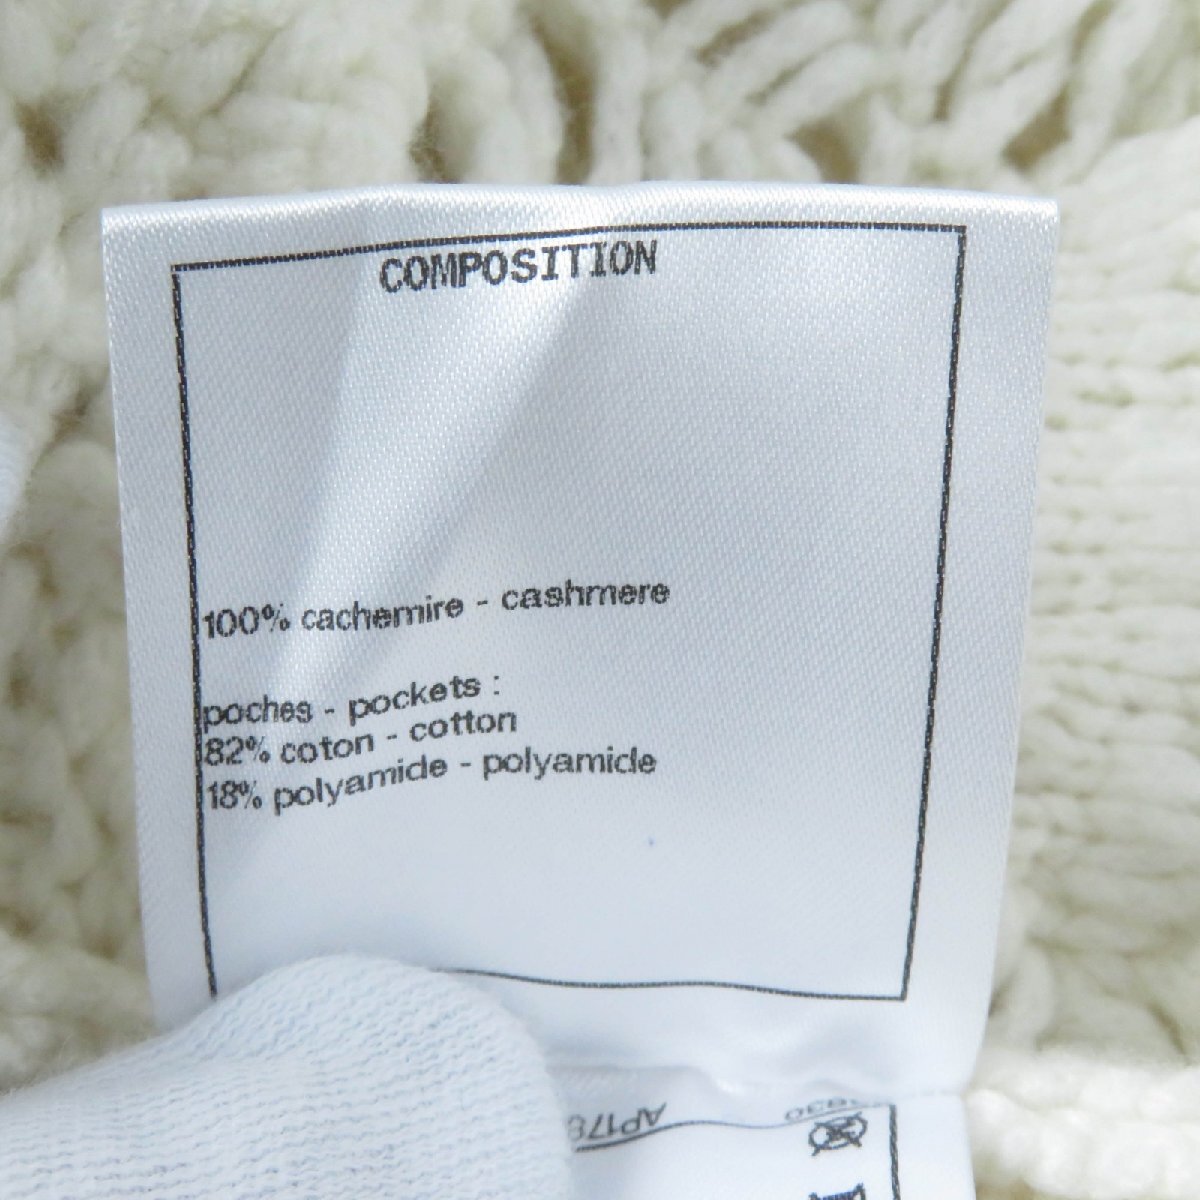 COMPOSITION
100% cachemire - cashmere
poches - pockets :
82% coton - cotton
18% polyamide - polyamide